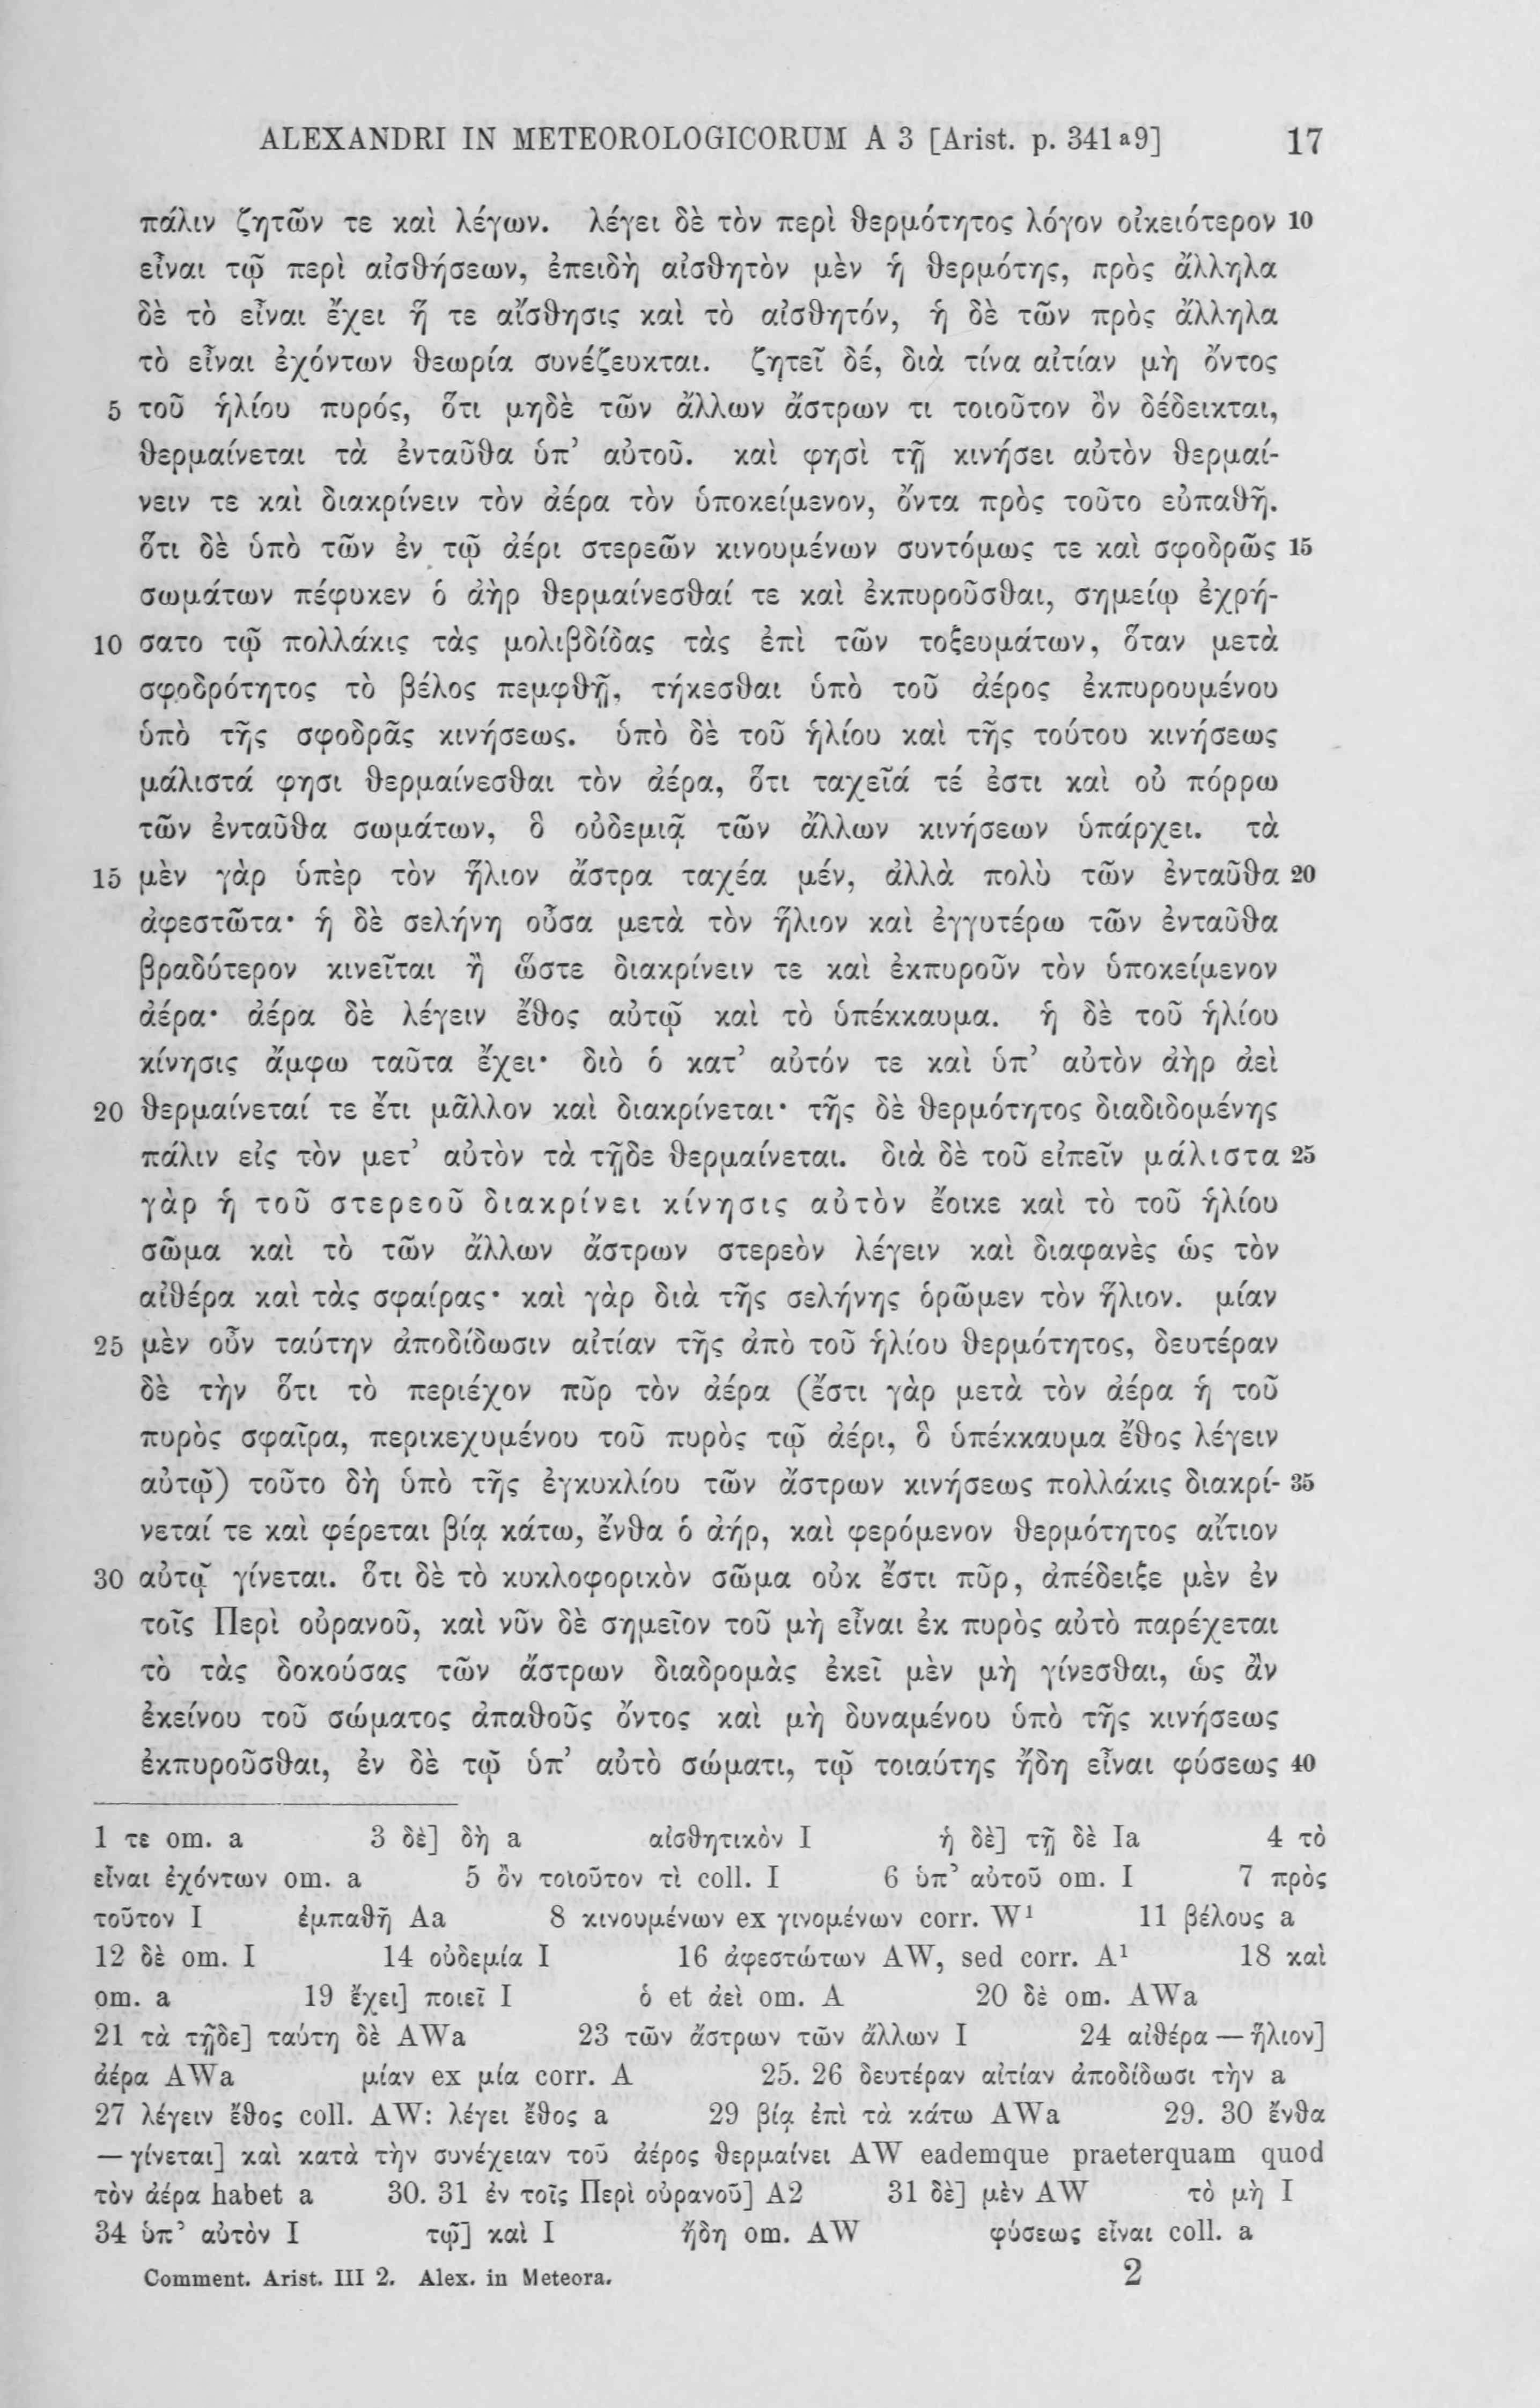 ALEXANDRI IN METEOROLOGICORUM A 3 [Arist. p. 341 a 9] 17
πάλιν ζητῶν τε καὶ λέγων. λέγει δὲ τὸν περὶ θερμότητος λόγον οἰκειότερον 10
εἶναι τῷ περὶ αἰσθήσεων, ἐπειδὴ αἰσθητὸν μὲν ἡ θερμότης, πρὸς ἄλληλα
δὲ τὸ εἶναι ἔχει ἥ τε αἴσθησις καὶ τὸ αἰσθητόν, ἡ δὲ τῶν πρὸς ἄλληλα
τὸ εἶναι ἐχόντων θεωρία συνέζευκται. ζητεῖ δέ, διὰ τίνα αἰτίαν μὴ ὄντος
5 τοῦ ἡλίου πυρός, ὅτι μηδὲ τῶν ἄλλων ἄστρων τι τοιοῦτον ὂν δέδεικται,
θερμαίνεται τὰ ἐνταῦθα ὑπ’ αὐτοῦ. καὶ φησὶ τῇ κινήσει αὐτὸν θερμαί-
νειν τε καὶ διακρίνειν τὸν ἀέρα τὸν ὑποκείμενον, ὄντα πρὸς τοῦτο εὐπαθῆ.
ὅτι δὲ ὑπὸ τῶν ἐν τῷ ἀέρι στερεῶν κινουμένων συντόμως τε καὶ σφοδρῶς 15
σωμάτων πέφυκεν ὁ ἀὴρ θερμαίνεσθαί τε καὶ ἐκπυροῦσθαι, σημείῳ ἐχρή-
10 σατο τῷ πολλάκις τὰς μολιβδίδας τὰς ἐπὶ τῶν τοξευμάτων, ὅταν μετὰ
σφοδρότητος τὸ βέλος πεμφθῇ, τήκεσθαι ὑπὸ τοῦ ἀέρος ἐκπυρουμένου
ὑπὸ τῆς σφοδρᾶς κινήσεως. ὑπὸ δὲ τοῦ ἡλίου καὶ τῆς τούτου κινήσεως
μάλιστά φησι θερμαίνεσθαι τὸν ἀέρα, ὅτι ταχεῖά τέ ἐστι καὶ οὐ πόρρω
τῶν ἐνταῦθα σωμάτων, ὃ οὐδεμιᾷ τῶν ἄλλων κινήσεων ὑπάρχει. τὰ
15 μὲν γὰρ ὑπὲρ τὸν ἥλιον ἄστρα ταχέα μέν, ἀλλὰ πολὺ τῶν ἐνταῦθα 20
ἀφεστῶτα· ἡ δὲ σελήνη οὖσα μετὰ τὸν ἥλιον καὶ ἐγγυτέρω τῶν ἐνταῦθα
βραδύτερον κινεῖται ἢ ὥστε διακρίνειν τε καὶ ἐκπυροῦν τὸν ὑποκείμενον
ἀέρα· ἀέρα δὲ λέγειν ἔθος αὐτῷ καὶ τὸ ὑπέκκαυμα. ἡ δὲ τοῦ ἡλίου
κίνησις ἄμφω ταῦτα ἔχει· διὸ ὁ κατ’ αὐτόν τε καὶ ὑπ’ αὐτὸν ἀὴρ ἀεὶ
20 θερμαίνεταί τε ἔτι μᾶλλον καὶ διακρίνεται· τῆς δὲ θερμότητος διαδιδομένης
πάλιν εἰς τὸν μετ’ αὐτὸν τὰ τῇδε θερμαίνεται. διὰ δὲ τοῦ εἰπεῖν μάλιστα 25
γὰρ ἡ τοῦ στερεοῦ διακρίνει κίνησις αὐτὸν ἔοικε καὶ τὸ τοῦ ἡλίου
σῶμα καὶ τὸ τῶν ἄλλων ἄστρων στερεὸν λέγειν καὶ διαφανὲς ὡς τὸν
αἰθέρα καὶ τὰς σφαίρας· καὶ γὰρ διὰ τῆς σελήνης ὁρῶμεν τὸν ἥλιον. μίαν
25 μὲν οὖν ταύτην ἀποδίδωσιν αἰτίαν τῆς ἀπὸ τοῦ ἡλίου θερμότητος, δευτέραν
δὲ τὴν ὅτι τὸ περιέχον πῦρ τὸν ἀέρα (ἔστι γὰρ μετὰ τὸν ἀέρα ἡ τοῦ
πυρὸς σφαῖρα, περικεχυμένου τοῦ πυρὸς τῷ ἀέρι, ὃ ὑπέκκαυμα ἔθος λέγειν
αὐτῷ) τοῦτο δὴ ὑπὸ τῆς ἐγκυκλίου τῶν ἄστρων κινήσεως πολλάκις διακρί- 35
νεταί τε καὶ φέρεται βίᾳ κάτω, ἔνθα ὁ ἀήρ, καὶ φερόμενον θερμότητος αἴτιον
30 αὐτῷ γίνεται. ὅτι δὲ τὸ κυκλοφορικὸν σῶμα οὐκ ἔστι πῦρ, ἀπέδειξε μὲν ἐν
τοῖς Περὶ οὐρανοῦ, καὶ νῦν δὲ σημεῖον τοῦ μὴ εἶναι ἐκ πυρὸς αὐτὸ παρέχεται
τὸ τὰς δοκούσας τῶν ἄστρων διαδρομὰς ἐκεῖ μὲν μὴ γίνεσθαι, ὡς ἂν
ἐκείνου τοῦ σώματος ἀπαθοῦς ὄντος καὶ μὴ δυναμένου ὑπὸ τῆς κινήσεως
ἐκπυροῦσθαι, ἐν δὲ τῷ ὑπ’ αὐτὸ σώματι, τῷ τοιαύτης ἤδη εἶναι φύσεως 40
1 τε om. a 3 δὲ] δὴ a αἰσθητικὸν I ἡ δὲ] τῇ δὲ Ia 4 τὸ
εἶναι ἐχόντων om. a 5 ὂν τοιοῦτον τὶ coll. I 6 ὑπ’ αὐτοῦ om. I 7 πρὸς
τοῦτον I ἐμπαθῆ Aa 8 κινουμένων ex γινομένων corr. W¹ 11 βέλους a
12 δὲ om. I 14 οὐδεμία I 16 ἀφεστώτων AW, sed corr. A¹ 18 καὶ
om. a 19 ἔχει] ποιεῖ I ὁ et ἀεὶ om. A 20 δὲ om. AWa
21 τὰ τῇδε] ταύτη δὲ AWa 23 τῶν ἄστρων τῶν ἄλλων I 24 αἰθέρα — ἥλιον]
ἀέρα AWa μίαν ex μία corr. A 25. 26 δευτέραν αἰτίαν ἀποδίδωσι τὴν a
27 λέγειν ἔθος coll. AW: λέγει ἔθος a 29 βίᾳ ἐπὶ τὰ κάτω AWa 29. 30 ἔνθα
— γίνεται] καὶ κατὰ τὴν συνέχειαν τοῦ ἀέρος θερμαίνει AW eademque praeterquam quod
τὸν ἀέρα habet a 30. 31 ἐν τοῖς Περὶ οὐρανοῦ] A2 31 δὲ] μὲν AW τὸ μὴ I
34 ὑπ’ αὐτὸν I τῷ] καὶ I ἤδη om. AW φύσεως εἶναι coll. a
Comment. Arist. III 2. Alex. in Meteora. 2